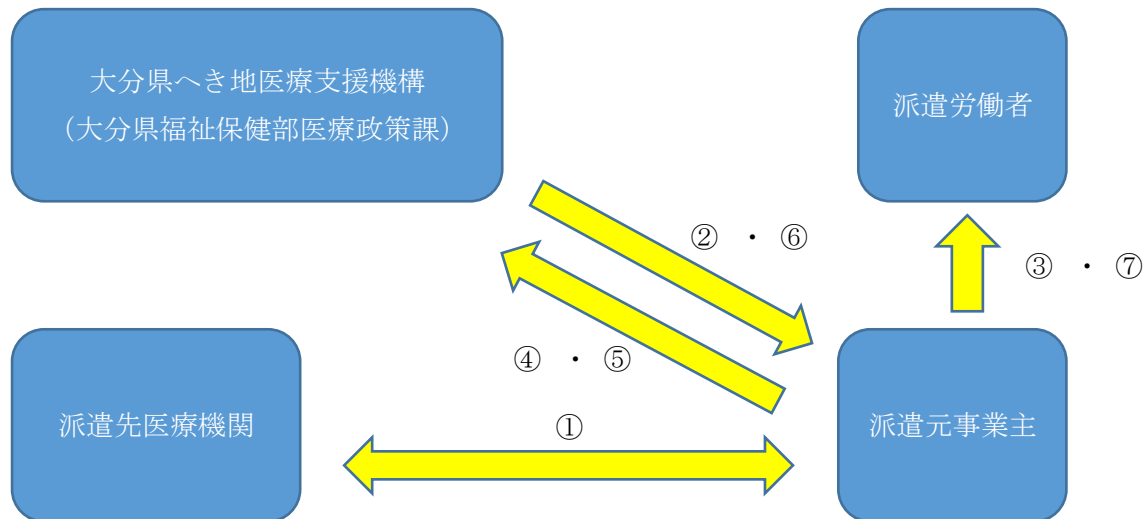 大分県へき地医療支援機構
（大分県福祉保健部医療政策課）
派遣労働者
② ・ ⑥
③ ・ ⑦
④ ・ ⑤
派遣先医療機関
①
派遣元事業主